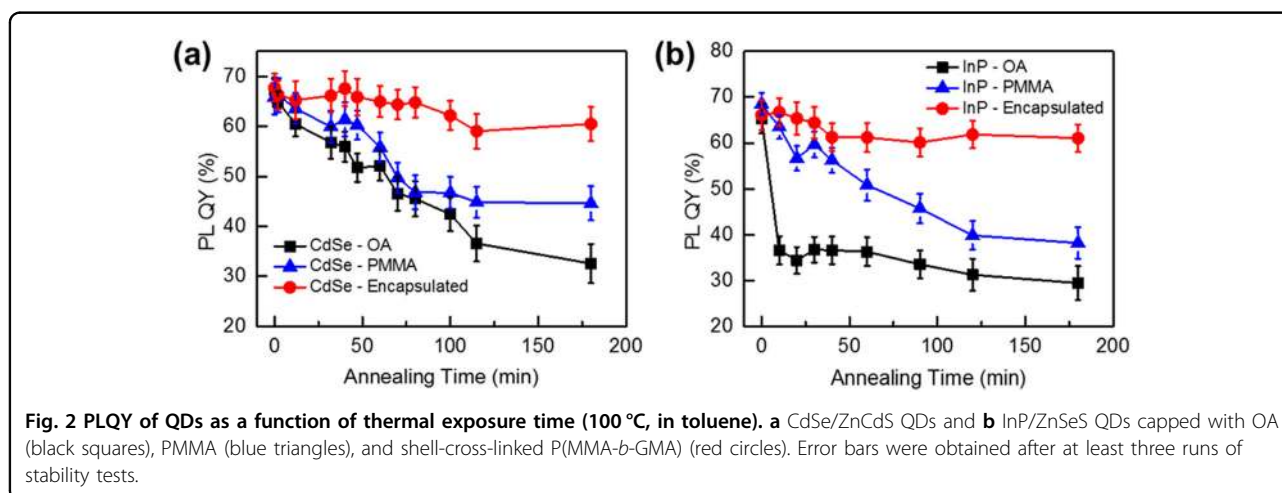 (a)
70
60
50
40
30
20
PL QY (%)
CdSe - OA
CdSe - PMMA
CdSe - Encapsulated
0 50 100 150 200
Annealing Time (min)
(b)
80
70
60
50
40
30
20
PL QY (%)
InP - OA
InP - PMMA
InP - Encapsulated
0 50 100 150 200
Annealing Time (min)
Fig. 2 PLQY of QDs as a function of thermal exposure time (100 °C, in toluene). a CdSe/ZnCdS QDs and b InP/ZnSeS QDs capped with OA
(black squares), PMMA (blue triangles), and shell-cross-linked P(MMA-b-GMA) (red circles). Error bars were obtained after at least three runs of
stability tests.